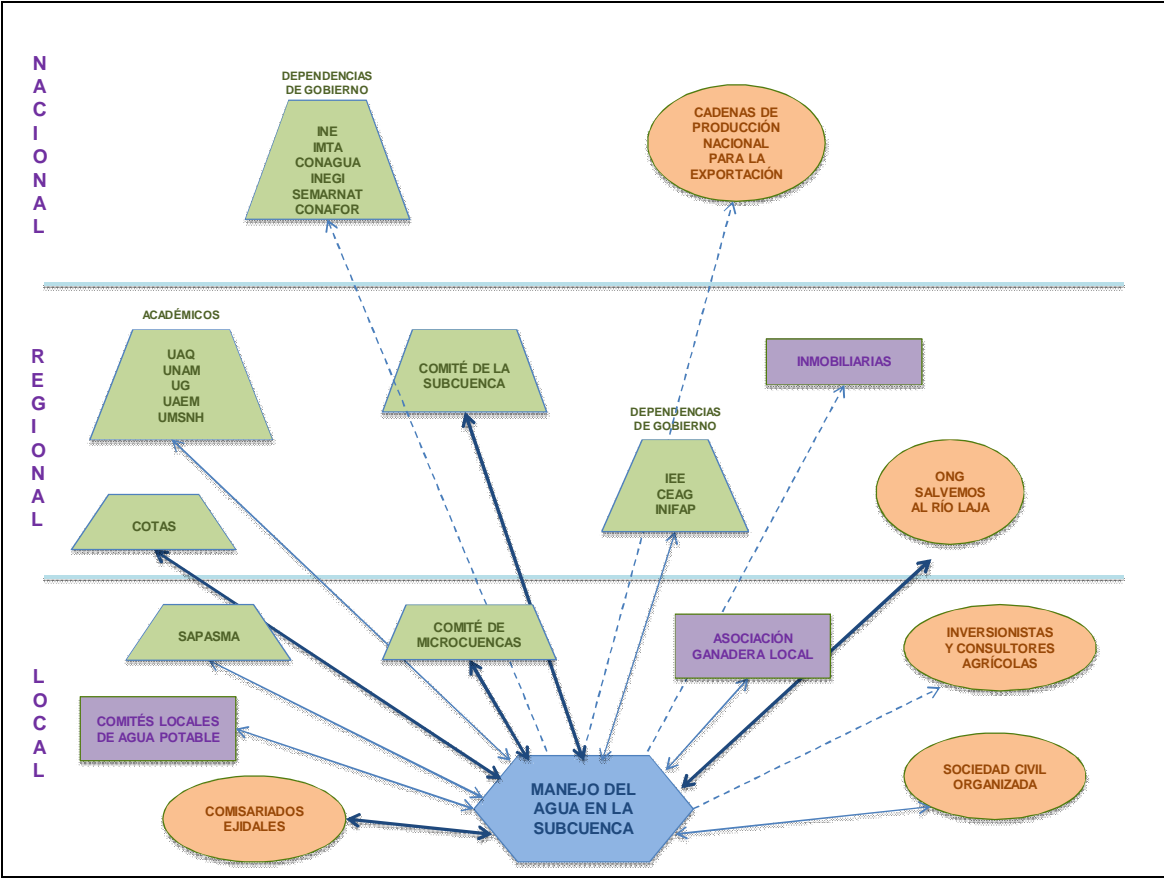 NACIONAL
DEPENDENCIAS
DE GOBIERNO
INE
IMTA
CONAGUA
INEGI
SEMARNAT
CONAFOR
CADENAS DE
PRODUCCIÓN
NACIONAL
PARA LA
EXPORTACIÓN
REGIONAL
ACADÉMICOS
UAQ
UNAM
UG
UAEM
UMSNH
COMITÉ DE LA
SUBCUENCA
INMOBILIARIAS
DEPENDENCIAS
DE GOBIERNO
IEE
CEAG
INIFAP
ONG
SALVEMOS
AL RÍO LAJA
COTAS
LOCAL
SAPASMA
COMITÉ DE
MICROCUENCAS
ASOCIACIÓN
GANADERA LOCAL
INVERSIONISTAS
Y CONSULTORES
AGRÍCOLAS
COMITÉS LOCALES
DE AGUA POTABLE
SOCIEDAD CIVIL
ORGANIZADA
COMISARIADOS
EJIDALES
MANEJO DEL
AGUA EN LA
SUBCUENCA